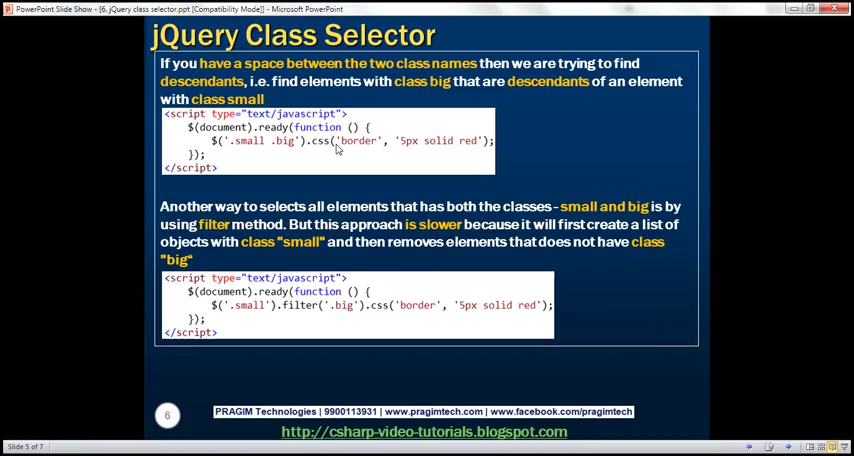 PowerPoint Slide Show - [6. jQuery class selector.ppt [Compatibility Mode]] - Microsoft PowerPoint
jQuery Class Selector
If you have a space between the two class names then we are trying to find
descendants, i.e. find elements with class big that are descendants of an element
with class small
<script type="text/javascript">
$(document).ready(function () {
$('.small .big').css('border', '5px solid red');
});
</script>
Another way to selects all elements that has both the classes - small and big is by
using filter method. But this approach is slower because it will first create a list of
objects with class "small" and then removes elements that does not have class
"big“
<script type="text/javascript">
$(document).ready(function () {
$('.small').filter('.big').css('border', '5px solid red');
});
</script>
6
PRAGIM Technologies | 9900113931 | www.pragimtech.com | www.facebook.com/pragimtech
http://csharp-video-tutorials.blogspot.com
Slide 5 of 7